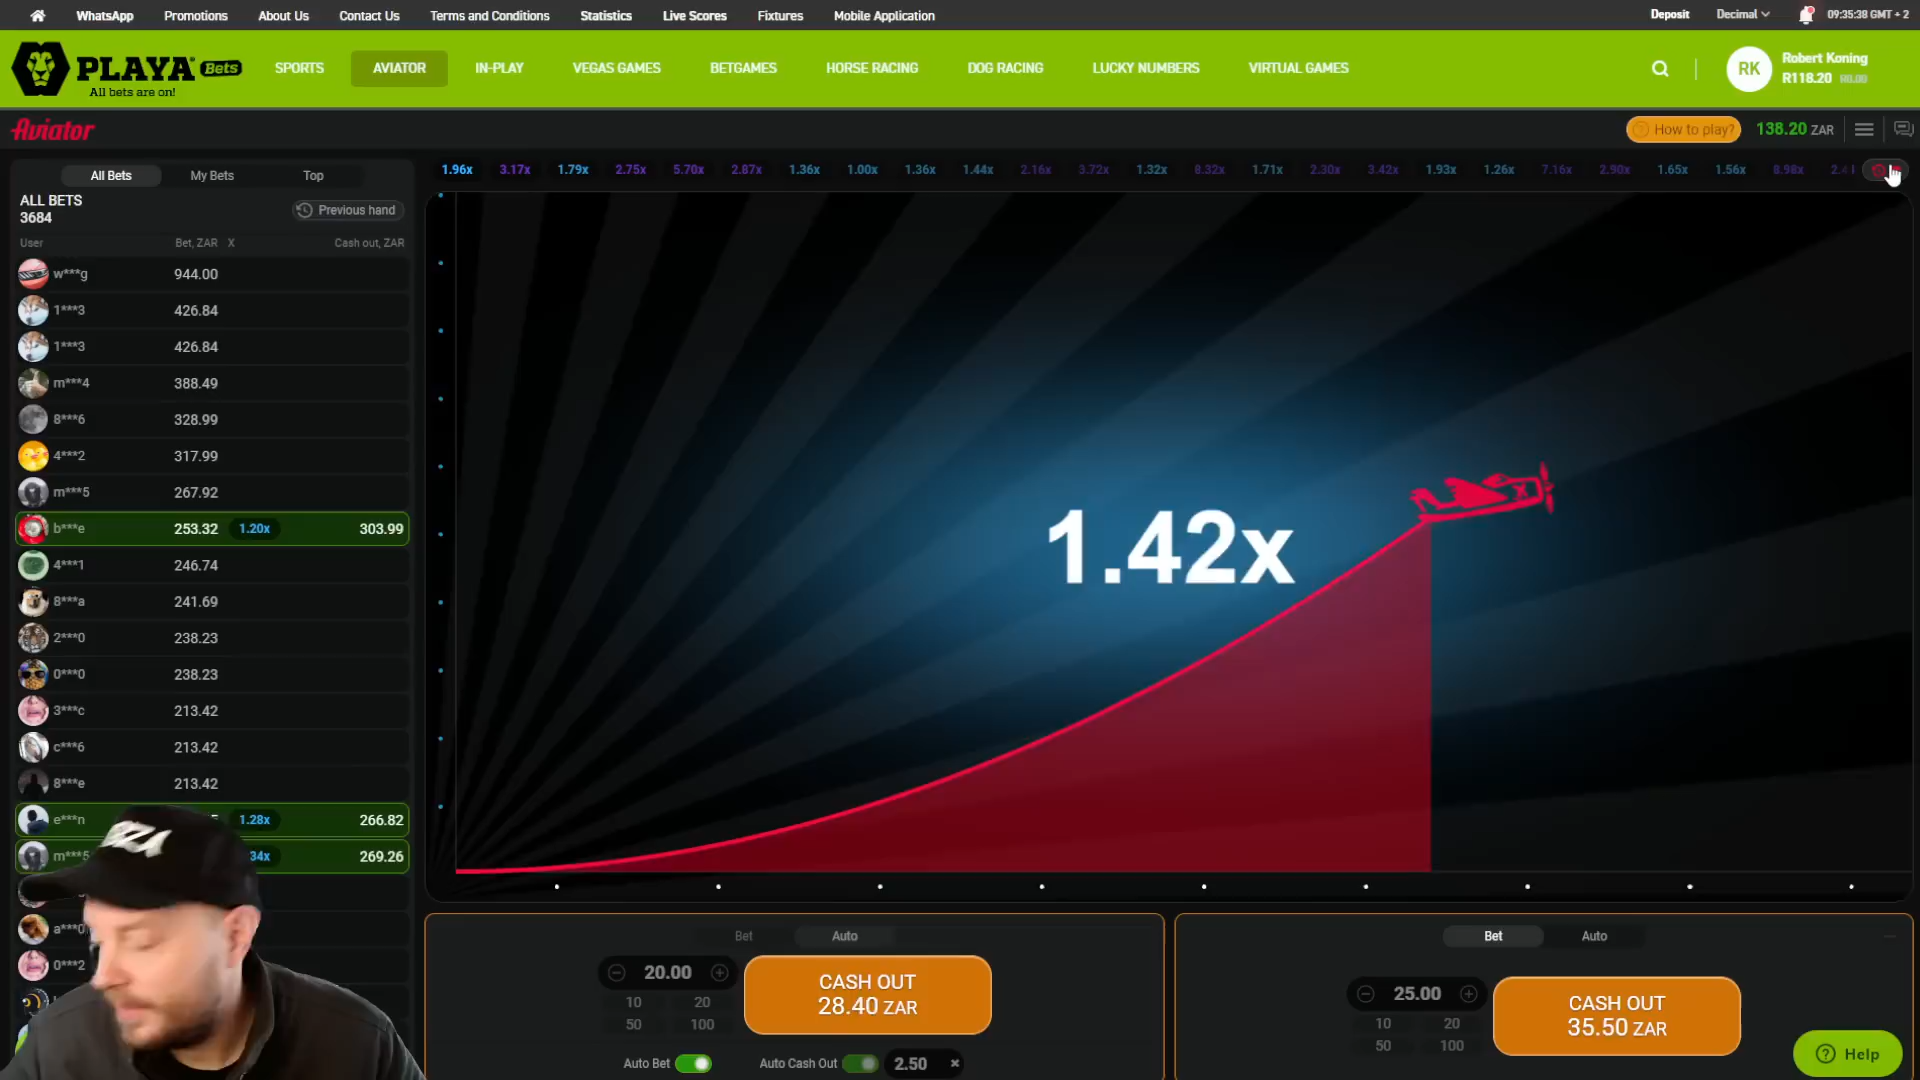 WhatsApp Promotions About Us Contact Us Terms and Conditions Statistics Live Scores Fixtures Mobile Application Deposit Decimal 09:35:38 GMT + 2
PLAYA Bets
All bets are on!
SPORTS AVIATOR IN-PLAY VEGAS GAMES BETGAMES HORSE RACING DOG RACING LUCKY NUMBERS VIRTUAL GAMES
RK
Robert Koning
R118.20
Aviator
How to play? 138.20 ZAR
All Bets My Bets Top
1.96x 3.17x 1.79x 2.75x 5.70x 2.87x 1.36x 1.00x 1.36x 1.44x 2.16x 3.72x 1.32x 8.32x 1.71x 2.30x 3.42x 1.93x 1.26x 7.16x 2.90x 1.65x 1.56x 8.98x
ALL BETS
3684
Previous hand
User Bet, ZAR X Cash out, ZAR
w***g 944.00
1***3 426.84
1***3 426.84
m***4 388.49
8***6 328.99
4***2 317.99
m***5 267.92
b***e 253.32 1.20x 303.99
4***1 246.74
8***a 241.69
2***0 238.23
0***0 238.23
3***c 213.42
c***6 213.42
8***e 213.42
e***n 1.28x 266.82
m***5 34x 269.26
a***0
0***2
1.42x
Bet Auto
20.00
10 20
50 100
CASH OUT
28.40 ZAR
Auto Bet Auto Cash Out 2.50
Bet Auto
25.00
10 20
50 100
CASH OUT
35.50 ZAR
Help